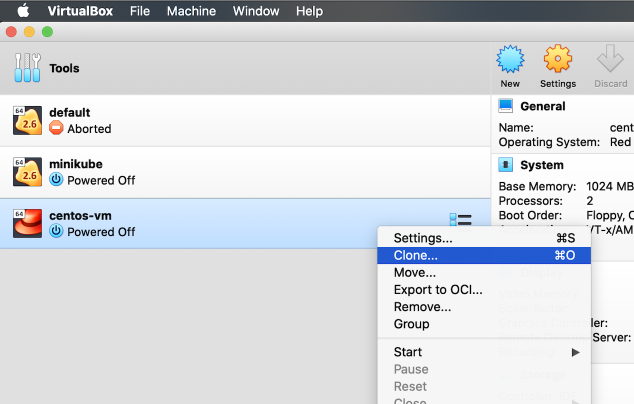 VirtualBox File Machine Window Help
Tools
New Settings Discard
64
2.6
default
Aborted
64
2.6
minikube
Powered Off
64
centos-vm
Powered Off
General
Name: cent
Operating System: Red
System
Base Memory: 1024 MB
Processors: 2
Boot Order: Floppy, O
VT-x/AM
Settings... ⌘S
Clone... ⌘O
Move...
Export to OCI...
Remove...
Group
Start
Pause
Reset
Close